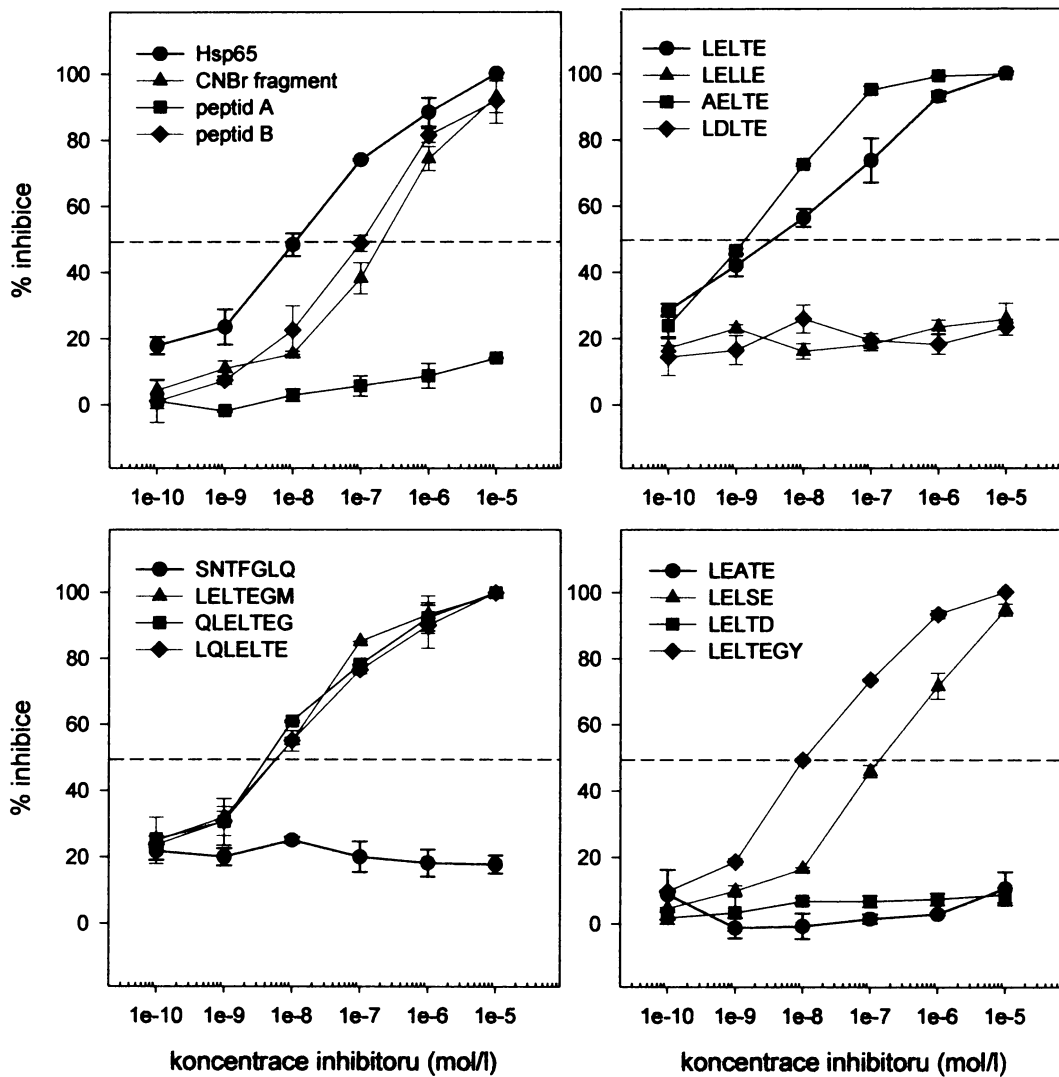 Hsp65
CNBr fragment
peptid A
peptid B
% inhibice
100
80
60
40
20
0
1e-10 1e-9 1e-8 1e-7 1e-6 1e-5
LELTE
LELLE
AELTE
LDLTE
100
80
60
40
20
0
1e-10 1e-9 1e-8 1e-7 1e-6 1e-5
SNTFGLQ
LELTEGM
QLELTEG
LQLELTE
% inhibice
100
80
60
40
20
0
1e-10 1e-9 1e-8 1e-7 1e-6 1e-5
koncentrace inhibitoru (mol/l)
LEATE
LELSE
LELTD
LELTEGY
100
80
60
40
20
0
1e-10 1e-9 1e-8 1e-7 1e-6 1e-5
koncentrace inhibitoru (mol/l)